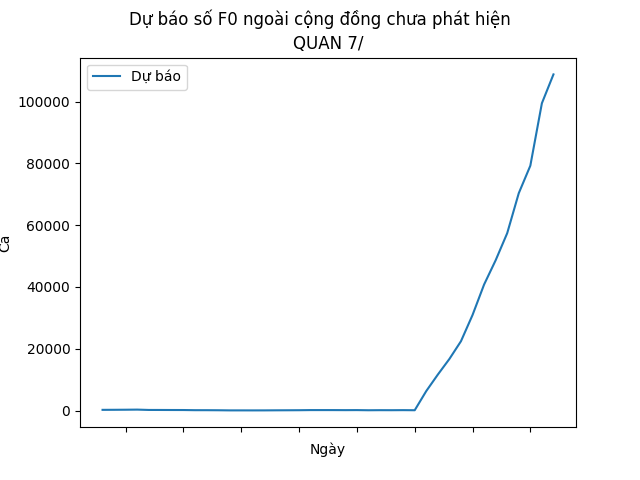 Dự báo số F0 ngoài cộng đồng chưa phát hiện
QUAN 7/
Dự báo
100000
80000
60000
40000
20000
0
Ca
Ngày